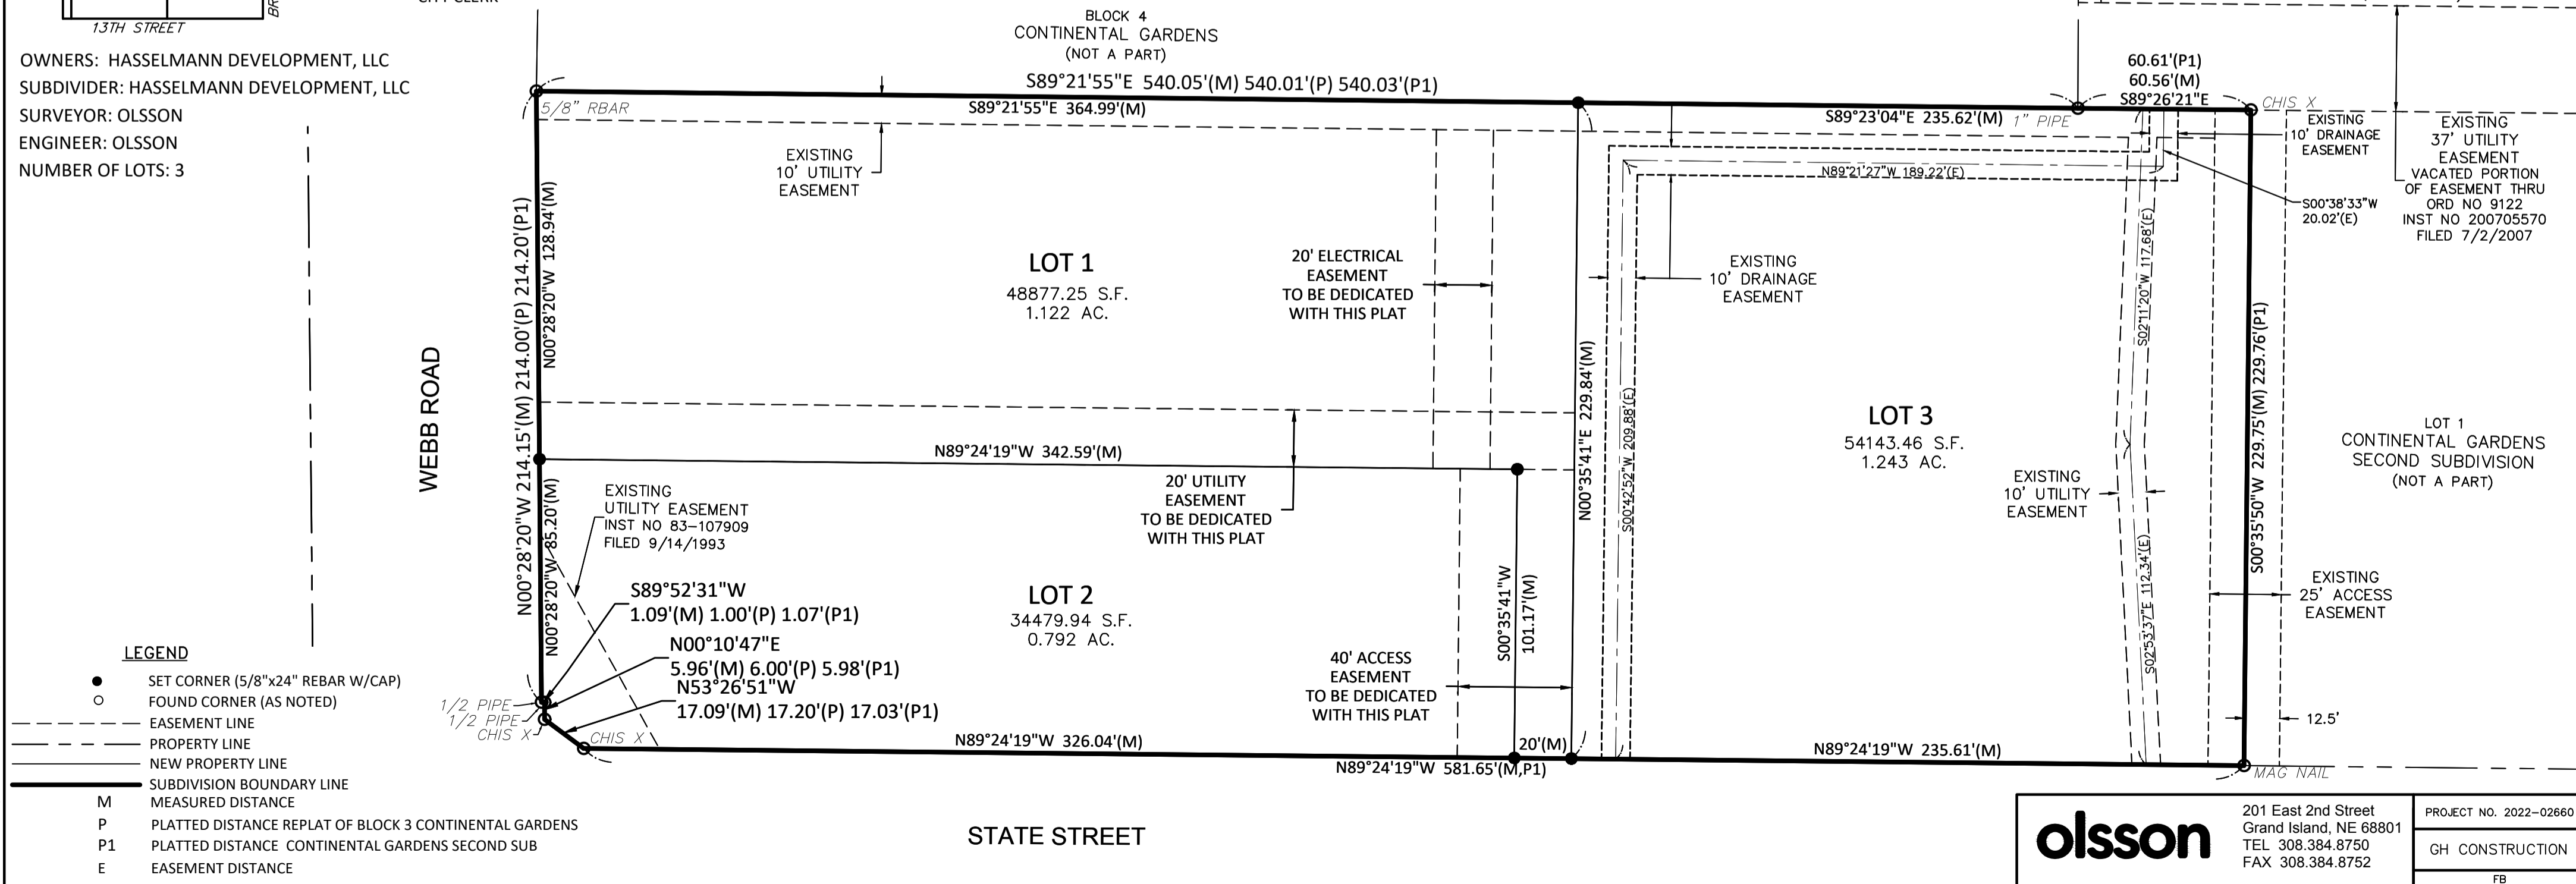 13TH STREET
OWNERS: HASSELMANN DEVELOPMENT, LLC
SUBDIVIDER: HASSELMANN DEVELOPMENT, LLC
SURVEYOR: OLSSON
ENGINEER: OLSSON
NUMBER OF LOTS: 3
BLOCK 4
CONTINENTAL GARDENS
(NOT A PART)
S89°21'55"E 540.05'(M) 540.01'(P) 540.03'(P1)
5/8" RBAR
S89°21'55"E 364.99'(M)
S89°23'04"E 235.62'(M)
1" PIPE
60.61'(P1)
60.56'(M)
S89°26'21"E
CHIS X
EXISTING
10' UTILITY
EASEMENT
EXISTING
10' DRAINAGE
EASEMENT
EXISTING
37' UTILITY
EASEMENT
VACATED PORTION
OF EASEMENT THRU
ORD NO 9122
INST NO 200705570
FILED 7/2/2007
N89°21'27"W 189.22'(E)
S00°38'33"W
20.02'(E)
WEBB ROAD
N00°28'20"W 214.15'(M) 214.00'(P) 214.20'(P1)
N00°28'20"W 128.94'(M)
LOT 1
48877.25 S.F.
1.122 AC.
20' ELECTRICAL
EASEMENT
TO BE DEDICATED
WITH THIS PLAT
EXISTING
10' DRAINAGE
EASEMENT
S02°11'20"W 117.68'(E)
N00°35'41"E 229.84'(M)
S00°42'52"W 209.88'(E)
LOT 3
54143.46 S.F.
1.243 AC.
S00°35'50"W 229.75'(M) 229.76'(P1)
LOT 1
CONTINENTAL GARDENS
SECOND SUBDIVISION
(NOT A PART)
N89°24'19"W 342.59'(M)
20' UTILITY
EASEMENT
TO BE DEDICATED
WITH THIS PLAT
EXISTING
10' UTILITY
EASEMENT
EXISTING
UTILITY EASEMENT
INST NO 83-107909
FILED 9/14/1993
N00°28'20"W 85.20'(M)
S89°52'31"W
1.09'(M) 1.00'(P) 1.07'(P1)
N00°10'47"E
5.96'(M) 6.00'(P) 5.98'(P1)
N53°26'51"W
17.09'(M) 17.20'(P) 17.03'(P1)
LOT 2
34479.94 S.F.
0.792 AC.
S00°35'41"W
101.17'(M)
40' ACCESS
EASEMENT
TO BE DEDICATED
WITH THIS PLAT
S02°53'37"E 112.34'(E)
EXISTING
25' ACCESS
EASEMENT
12.5'
1/2 PIPE
1/2 PIPE
CHIS X
CHIS X
N89°24'19"W 326.04'(M)
20'(M)
N89°24'19"W 235.61'(M)
N89°24'19"W 581.65'(M,P1)
MAG NAIL
STATE STREET
LEGEND
SET CORNER (5/8"x24" REBAR W/CAP)
FOUND CORNER (AS NOTED)
EASEMENT LINE
PROPERTY LINE
NEW PROPERTY LINE
SUBDIVISION BOUNDARY LINE
M MEASURED DISTANCE
P PLATTED DISTANCE REPLAT OF BLOCK 3 CONTINENTAL GARDENS
P1 PLATTED DISTANCE CONTINENTAL GARDENS SECOND SUB
E EASEMENT DISTANCE
olsson
201 East 2nd Street
Grand Island, NE 68801
TEL 308.384.8750
FAX 308.384.8752
PROJECT NO. 2022-02660
GH CONSTRUCTION
FB